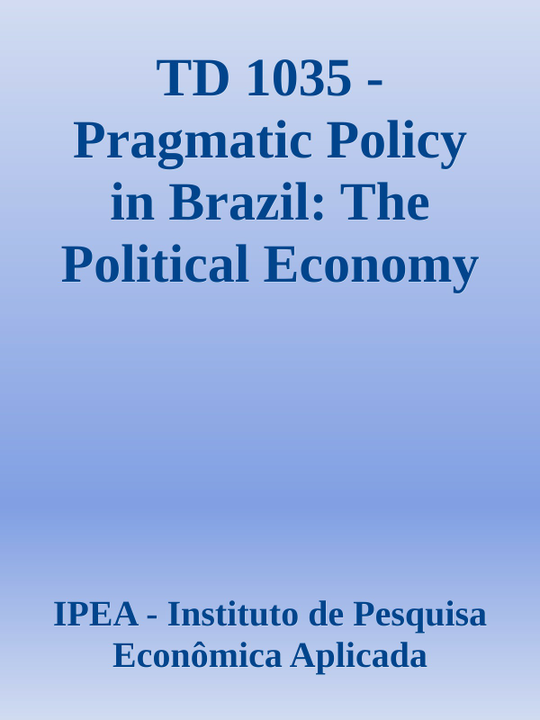 TD 1035 -
Pragmatic Policy
in Brazil: The
Political Economy
IPEA - Instituto de Pesquisa
Econômica Aplicada